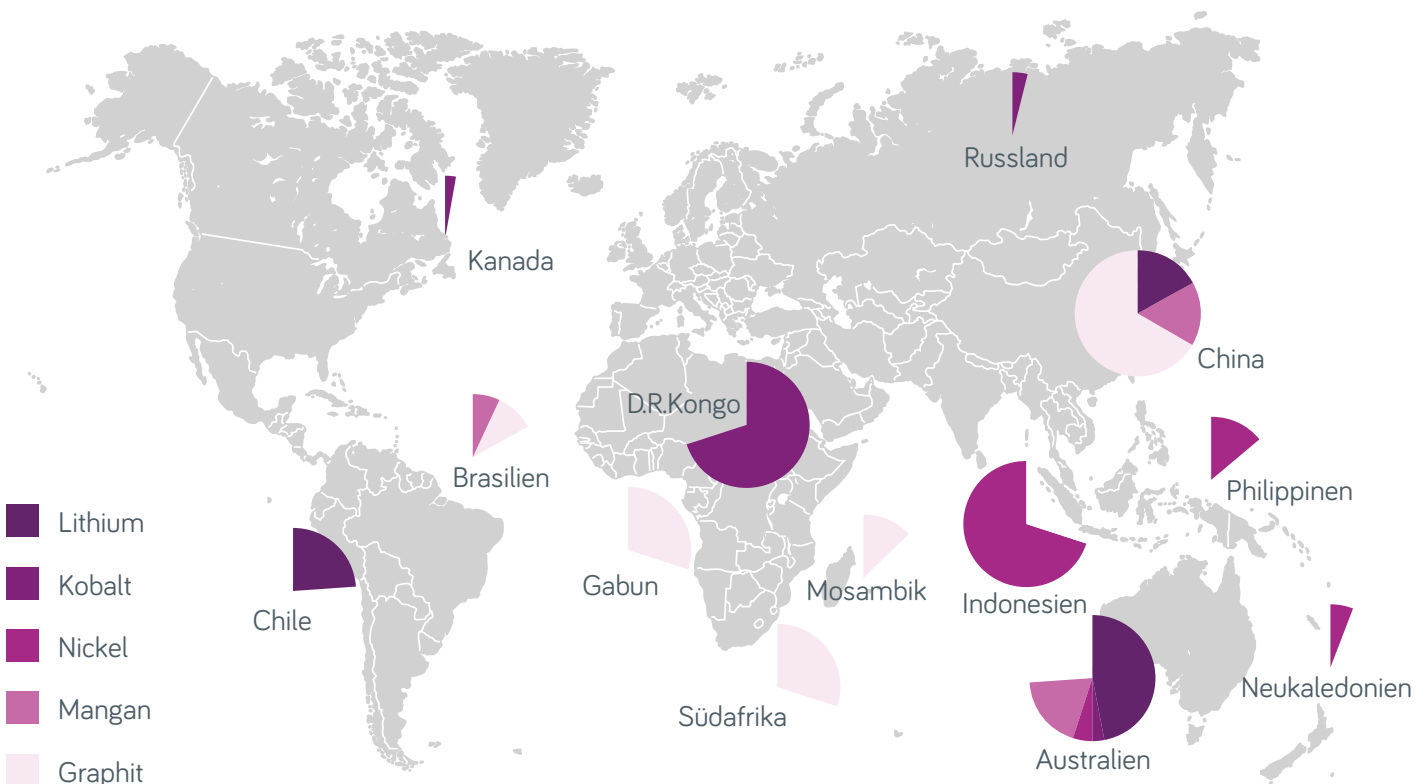 Russland
Kanada
China
D.R.Kongo
Brasilien
Philippinen
Lithium
Kobalt
Nickel
Mangan
Graphit
Chile
Gabun
Mosambik
Indonesien
Südafrika
Neukaledonien
Australien